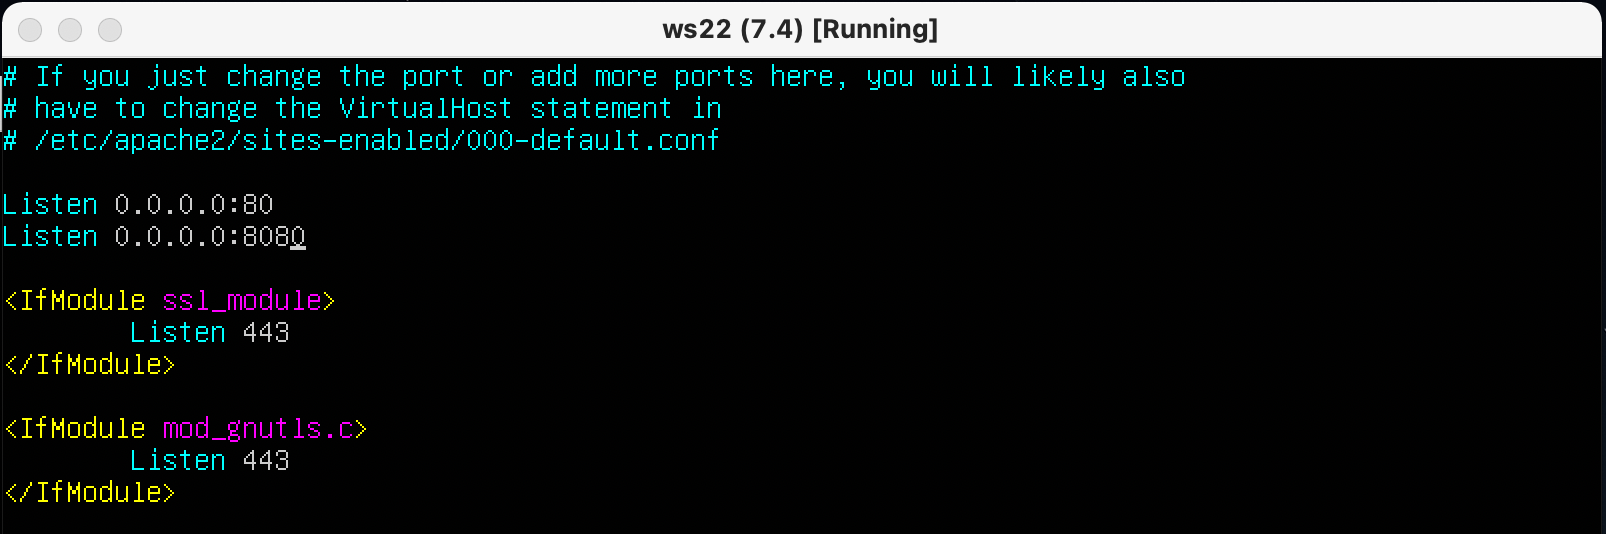 ws22 (7.4) [Running]
# If you just change the port or add more ports here, you will likely also
# have to change the VirtualHost statement in
# /etc/apache2/sites-enabled/000-default.conf
Listen 0.0.0.0:80
Listen 0.0.0.0:8080
<IfModule ssl_module>
Listen 443
</IfModule>
<IfModule mod_gnutls.c>
Listen 443
</IfModule>